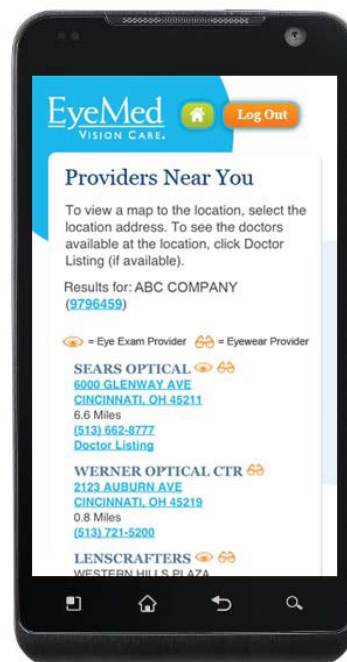 EyeMed
VISION CARE®
Log Out
Providers Near You
To view a map to the location, select the
location address. To see the doctors
available at the location, click Doctor
Listing (if available).
Results for: ABC COMPANY
(9796459)
= Eye Exam Provider = Eyewear Provider
SEARS OPTICAL
6000 GLENWAY AVE
CINCINNATI, OH 45211
6.6 Miles
(513) 662-8777
Doctor Listing
WERNER OPTICAL CTR
2123 AUBURN AVE
CINCINNATI, OH 45219
0.8 Miles
(513) 721-5200
LENSCRAFTERS
WESTERN HILLS PLAZA